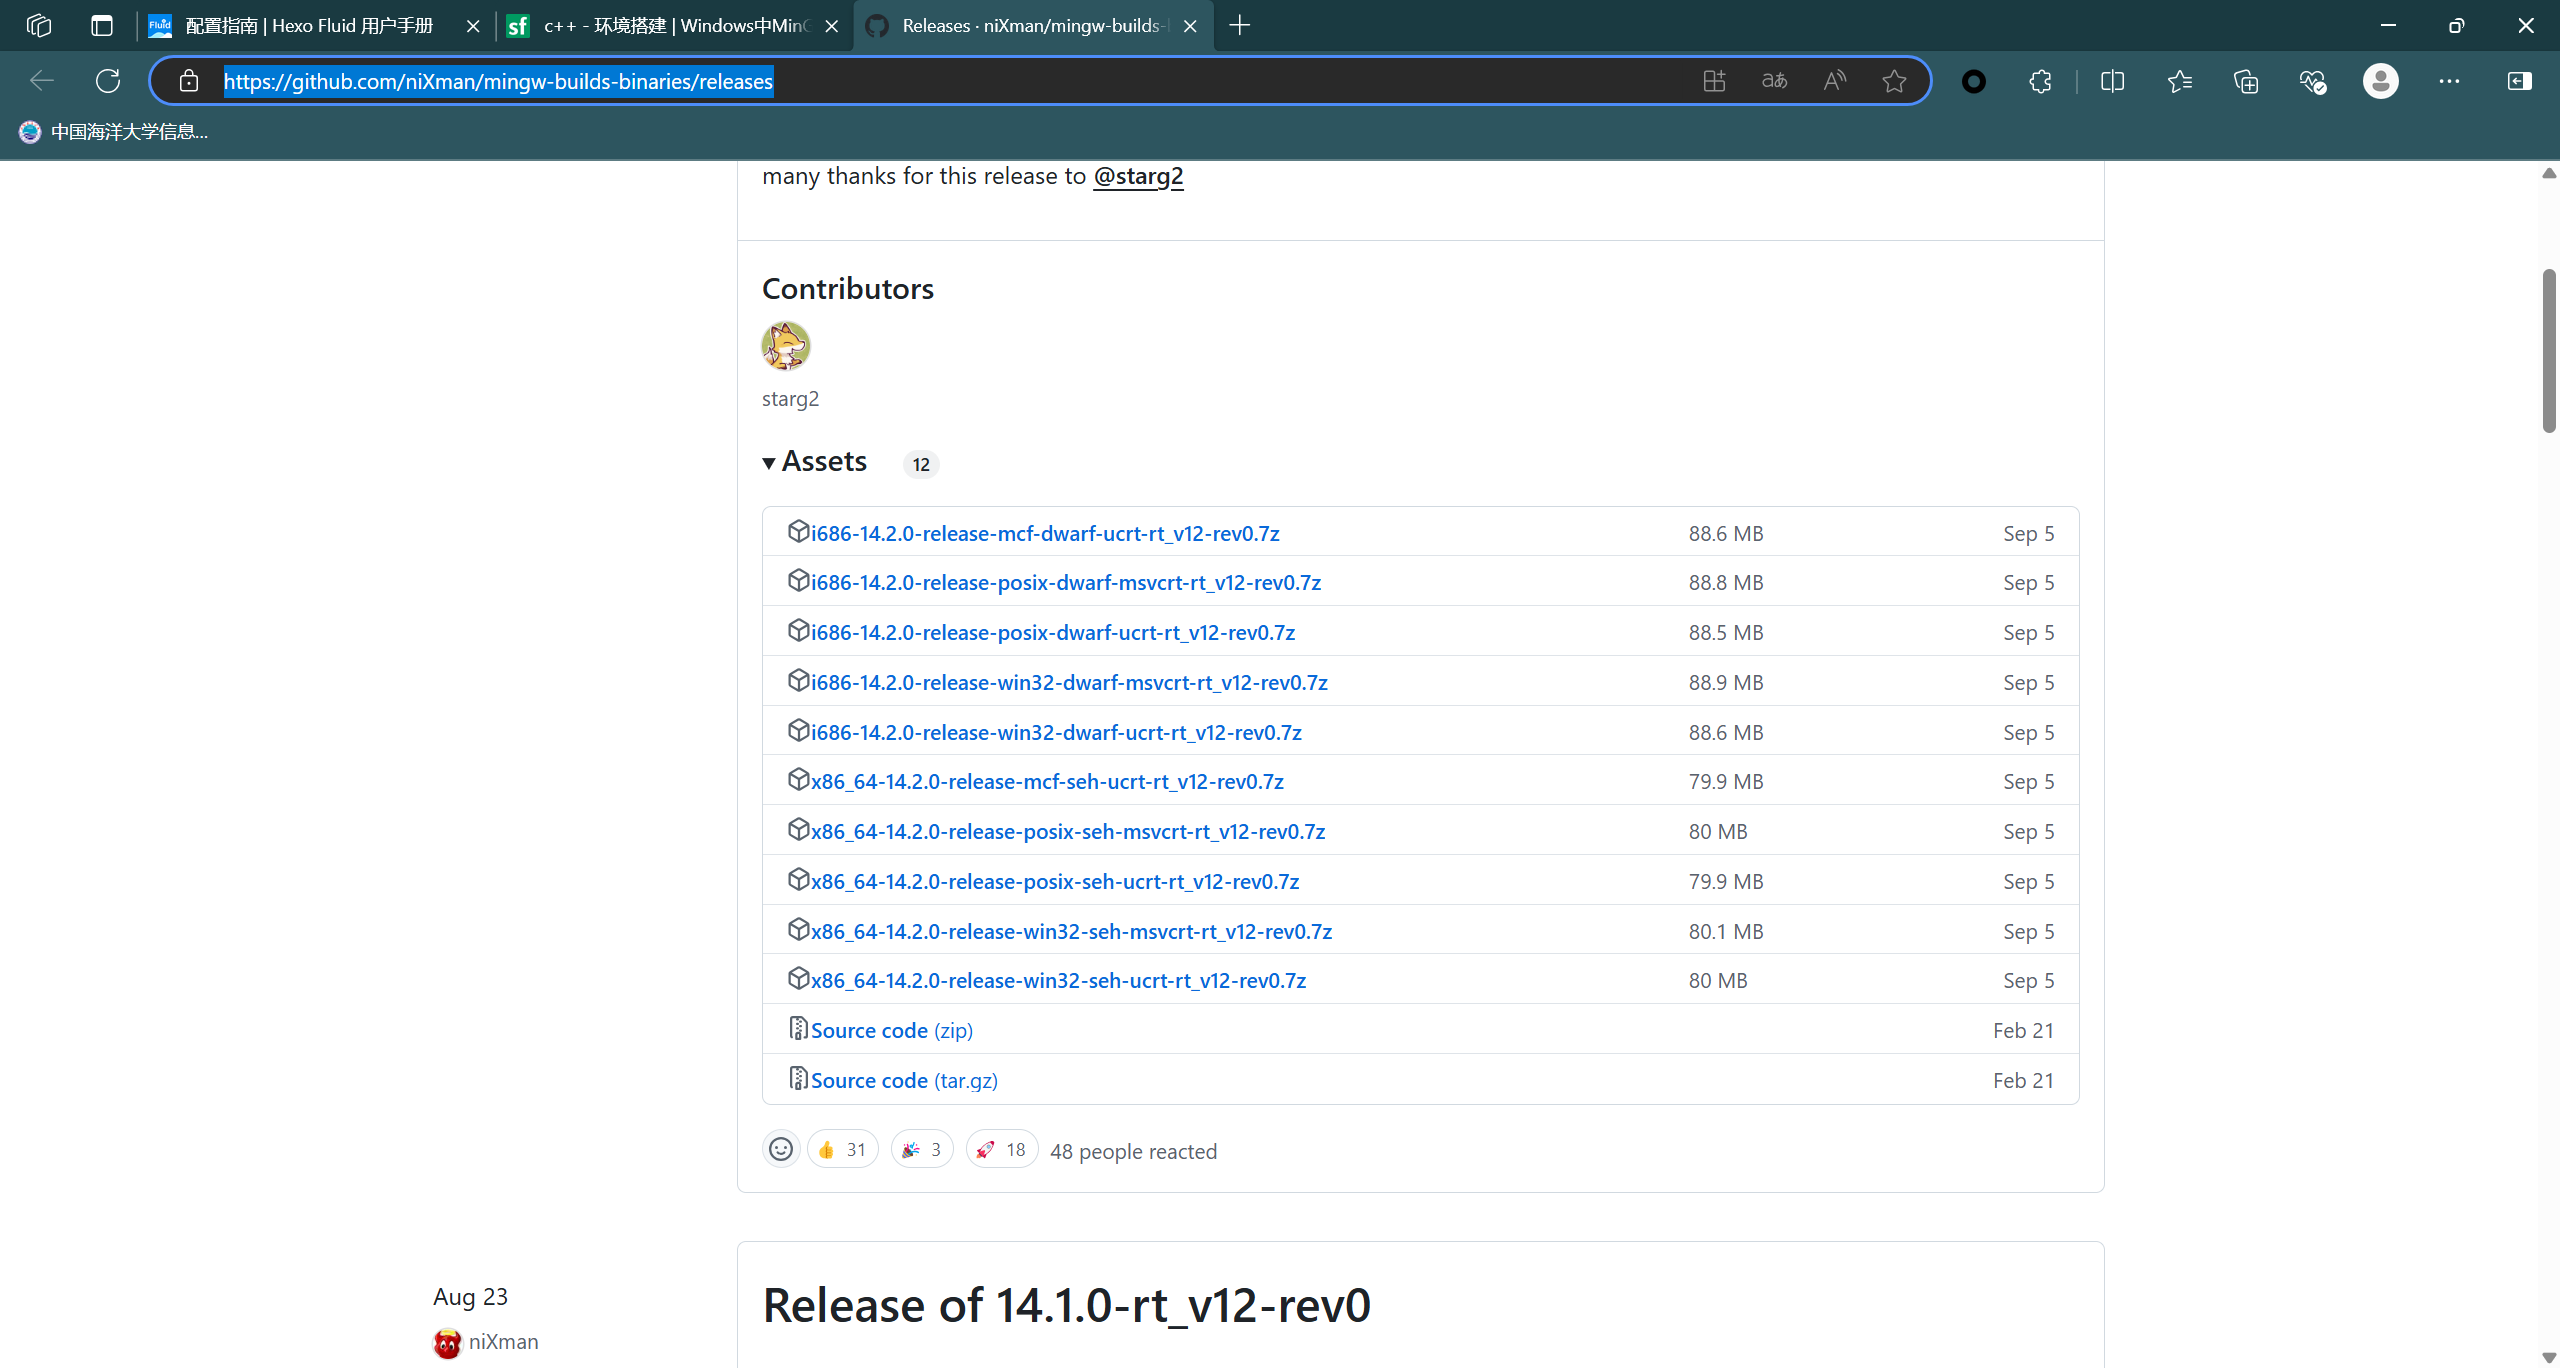 配置指南 | Hexo Fluid 用户手册
c++ - 环境搭建 | Windows中Min
Releases · niXman/mingw-builds-
https://github.com/niXman/mingw-builds-binaries/releases
中国海洋大学信息...
many thanks for this release to @starg2
Contributors
starg2
Assets 12
i686-14.2.0-release-mcf-dwarf-ucrt-rt_v12-rev0.7z 88.6 MB Sep 5
i686-14.2.0-release-posix-dwarf-msvcrt-rt_v12-rev0.7z 88.8 MB Sep 5
i686-14.2.0-release-posix-dwarf-ucrt-rt_v12-rev0.7z 88.5 MB Sep 5
i686-14.2.0-release-win32-dwarf-msvcrt-rt_v12-rev0.7z 88.9 MB Sep 5
i686-14.2.0-release-win32-dwarf-ucrt-rt_v12-rev0.7z 88.6 MB Sep 5
x86_64-14.2.0-release-mcf-seh-ucrt-rt_v12-rev0.7z 79.9 MB Sep 5
x86_64-14.2.0-release-posix-seh-msvcrt-rt_v12-rev0.7z 80 MB Sep 5
x86_64-14.2.0-release-posix-seh-ucrt-rt_v12-rev0.7z 79.9 MB Sep 5
x86_64-14.2.0-release-win32-seh-msvcrt-rt_v12-rev0.7z 80.1 MB Sep 5
x86_64-14.2.0-release-win32-seh-ucrt-rt_v12-rev0.7z 80 MB Sep 5
Source code (zip) Feb 21
Source code (tar.gz) Feb 21
31 3 18 48 people reacted
Aug 23
niXman
Release of 14.1.0-rt_v12-rev0